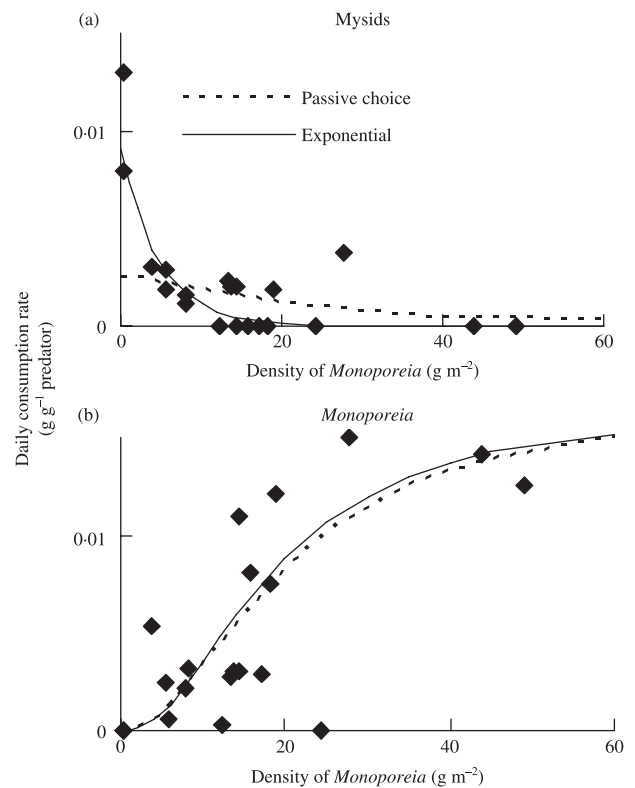 (a) Mysids
Passive choice
0·01
Exponential
0
0 20 40 60
Density of Monoporeia (g m⁻²)
Daily consumption rate
(g g⁻¹ predator)
(b) Monoporeia
0·01
0
0 20 40 60
Density of Monoporeia (g m⁻²)